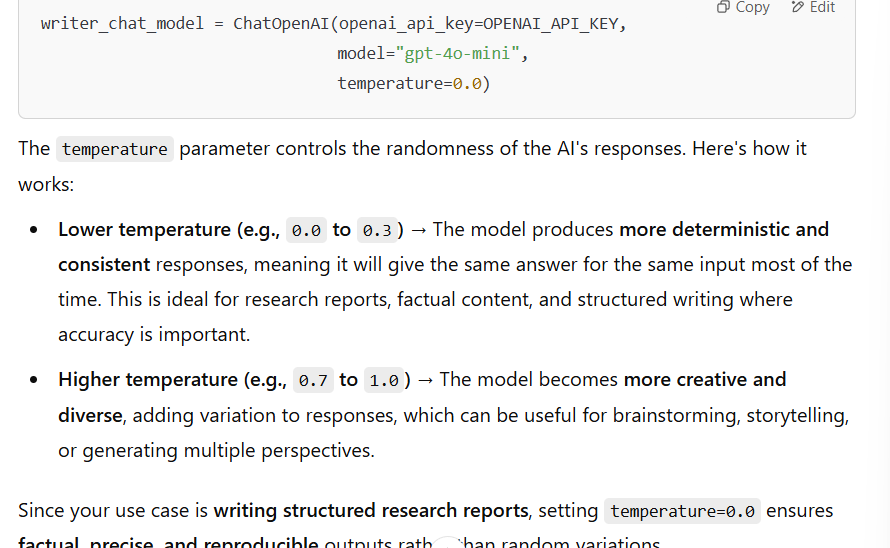 Copy Edit
writer_chat_model = ChatOpenAI(openai_api_key=OPENAI_API_KEY,
model="gpt-4o-mini",
temperature=0.0)
The temperature parameter controls the randomness of the AI's responses. Here's how it
works:
• Lower temperature (e.g., 0.0 to 0.3) → The model produces more deterministic and
consistent responses, meaning it will give the same answer for the same input most of the
time. This is ideal for research reports, factual content, and structured writing where
accuracy is important.
• Higher temperature (e.g., 0.7 to 1.0) → The model becomes more creative and
diverse, adding variation to responses, which can be useful for brainstorming, storytelling,
or generating multiple perspectives.
Since your use case is writing structured research reports, setting temperature=0.0 ensures
factual, precise, and reproducible outputs than random variations